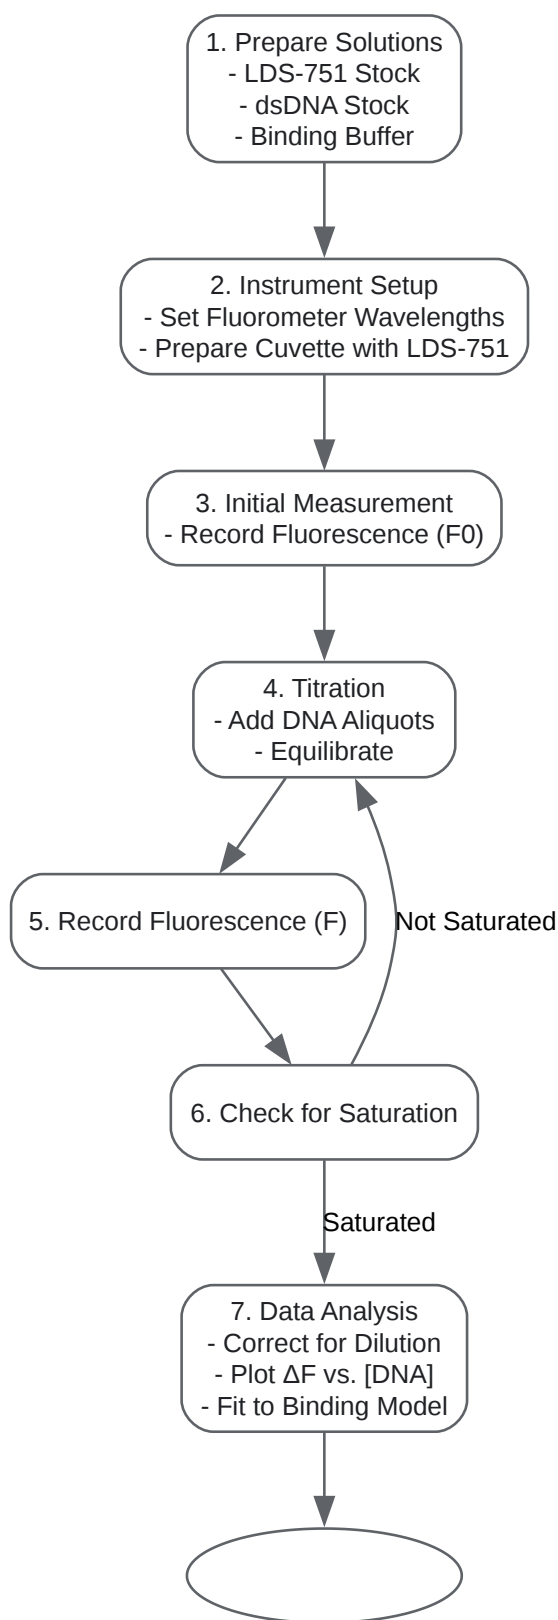 1. Prepare Solutions
- LDS-751 Stock
- dsDNA Stock
- Binding Buffer
2. Instrument Setup
- Set Fluorometer Wavelengths
- Prepare Cuvette with LDS-751
3. Initial Measurement
- Record Fluorescence (F0)
4. Titration
- Add DNA Aliquots
- Equilibrate
5. Record Fluorescence (F)
Not Saturated
6. Check for Saturation
Saturated
7. Data Analysis
- Correct for Dilution
- Plot ΔF vs. [DNA]
- Fit to Binding Model